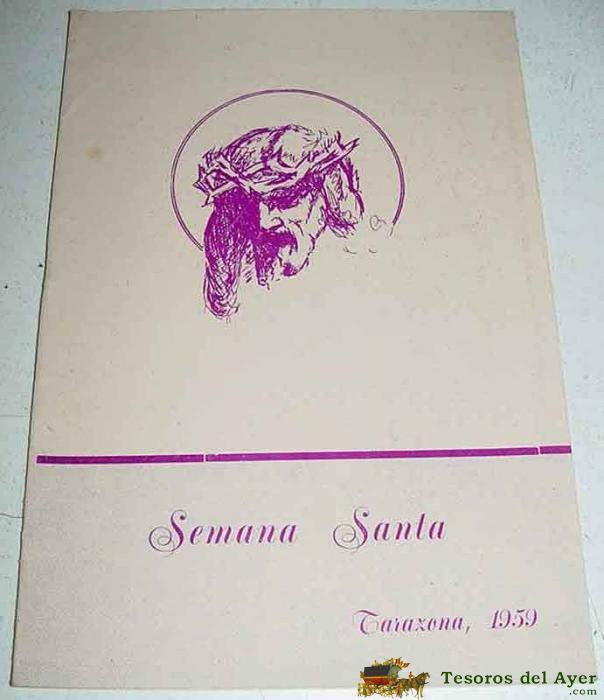 Semana Santa
Tarazona, 1959
Tesoros del Ayer
.com